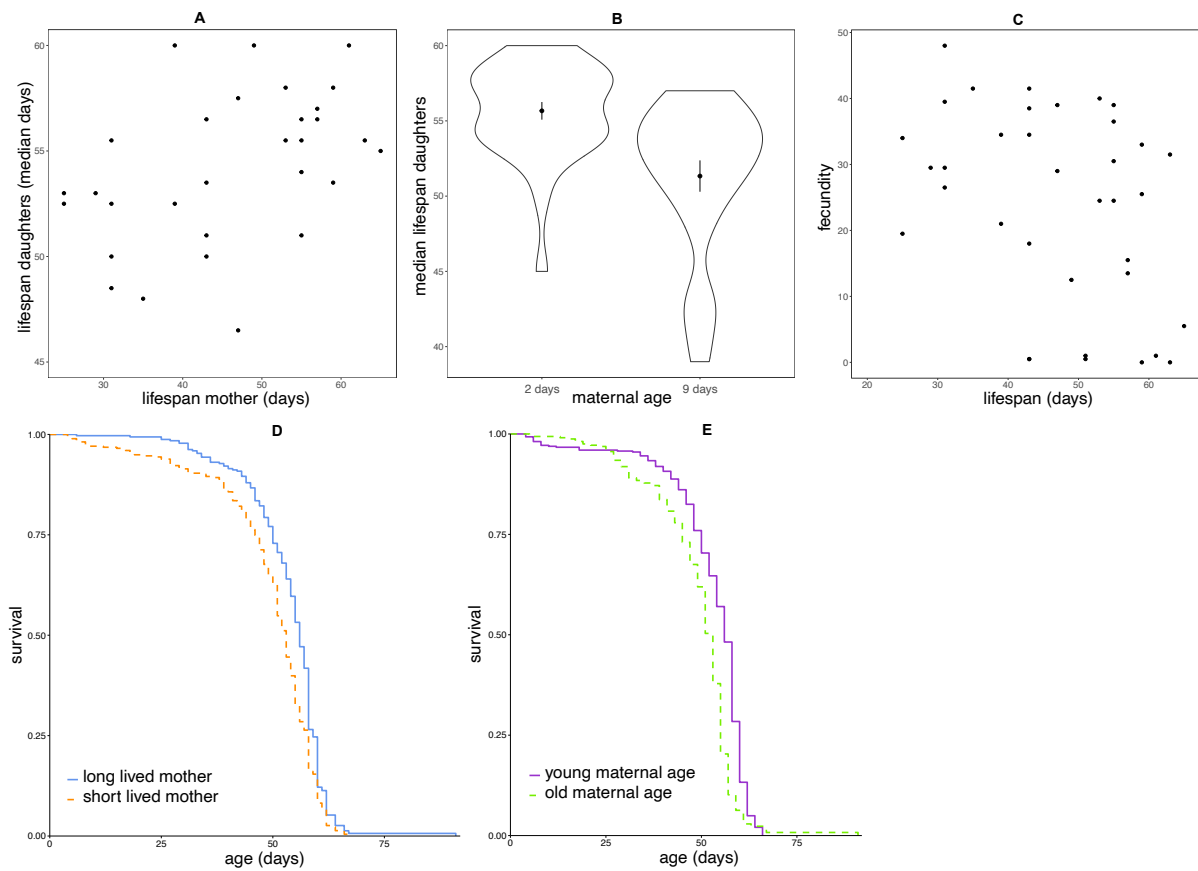 A
lifespan daughters (median days)
60
55
50
45
30
40
50
60
lifespan mother (days)
B
median lifespan daughters
60
55
50
45
40
2 days
9 days
maternal age
C
fecundity
50
40
30
20
10
0
20
30
40
50
60
lifespan (days)
D
survival
1.00
0.75
0.50
0.25
0.00
long lived mother
short lived mother
0
25
50
75
age (days)
E
survival
1.00
0.75
0.50
0.25
0.00
young maternal age
old maternal age
0
25
50
75
age (days)